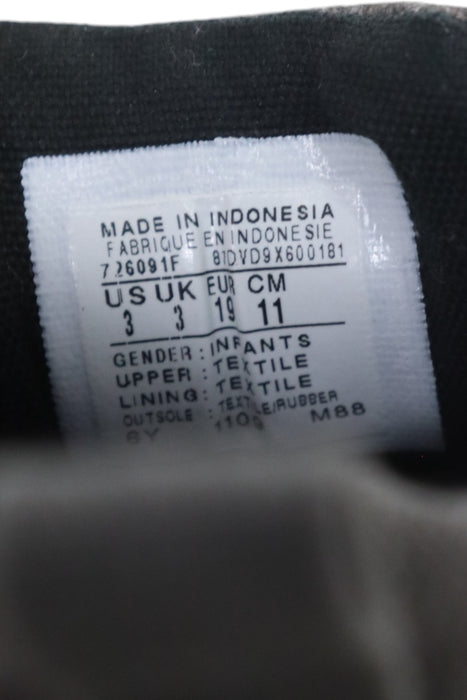 MADE IN INDONESIA
FABRIQUE EN INDONESIE
726091F 81DVD9X600181
US UK EUR CM
3 3 19 11
GENDER : INFANTS
UPPER : TEXTILE
LINING : TEXTILE
OUTSOLE : TEXTILE/RUBBER
1109 M88